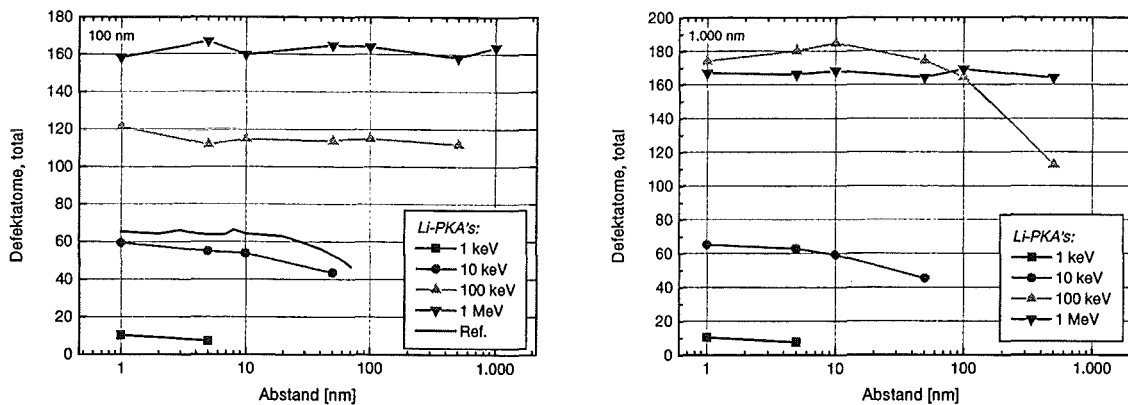 100 nm
Defektatome, total
180
160
140
120
100
80
60
40
20
0
1
10
100
1.000
Abstand [nm}
Li-PKA's:
1 keV
10 keV
100 keV
1 MeV
Ref.
1.000 nm
Defektatome, total
200
180
160
140
120
100
80
60
40
20
0
1
10
100
1.000
Abstand [nm]
Li-PKA's:
1 keV
10 keV
100 keV
1 MeV